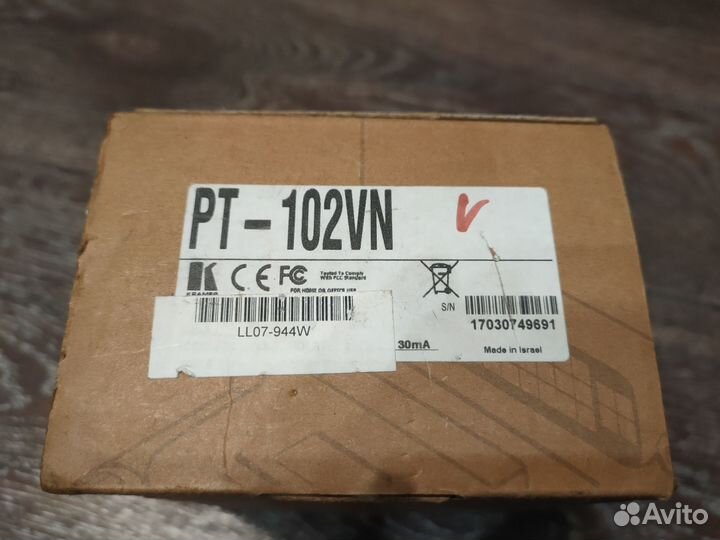 PT-102VN
V
K CE FC
Tested To Comply
With FCC Standard
KRAMER
FOR HOME OR OFFICE USE
S/N
17030749691
LL07-944W
30mA
Made in Israel
Avito